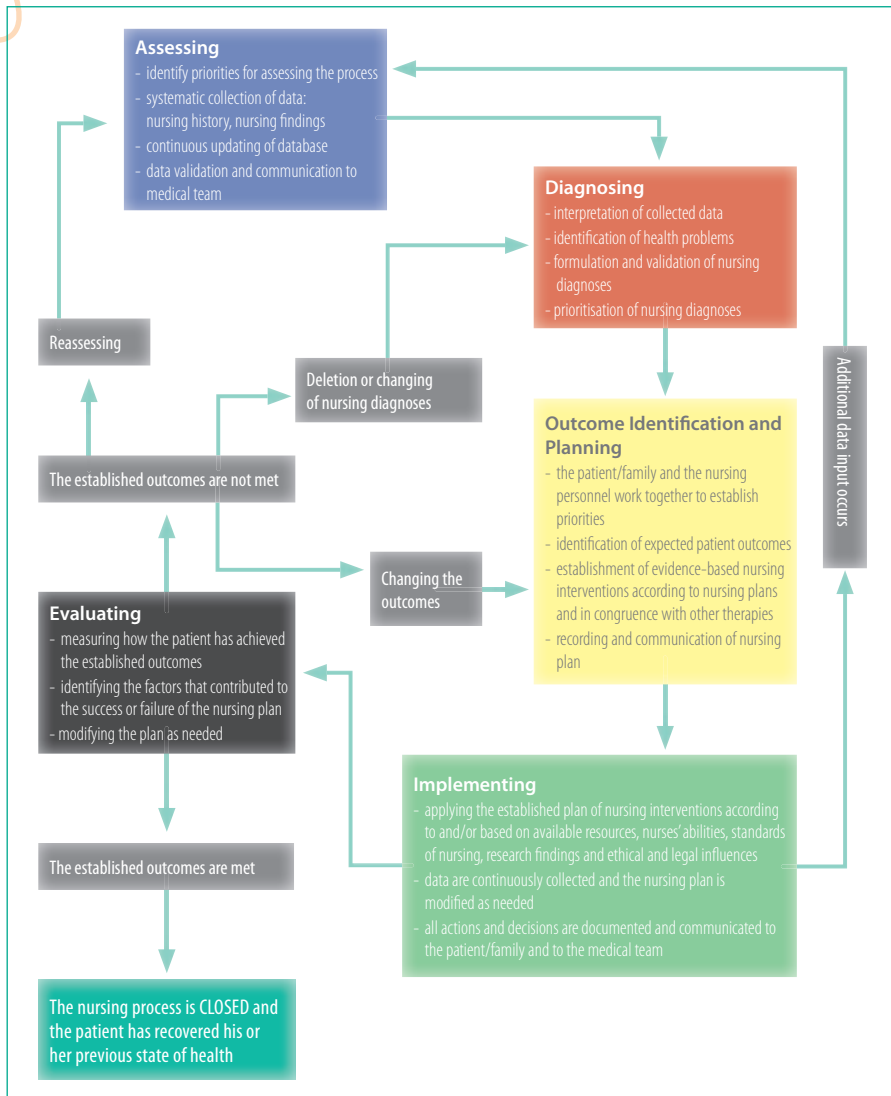 Assessing
- identify priorities for assessing the process
- systematic collection of data:
nursing history, nursing findings
- continuous updating of database
- data validation and communication to
medical team
Diagnosing
- interpretation of collected data
- identification of health problems
- formulation and validation of nursing
diagnoses
- prioritisation of nursing diagnoses
Reassessing
Deletion or changing
of nursing diagnoses
Additional data input occurs
The established outcomes are not met
Outcome Identification and
Planning
- the patient/family and the nursing
personnel work together to establish
priorities
- identification of expected patient outcomes
- establishment of evidence-based nursing
interventions according to nursing plans
and in congruence with other therapies
- recording and communication of nursing
plan
Changing the
outcomes
Evaluating
- measuring how the patient has achieved
the established outcomes
- identifying the factors that contributed to
the success or failure of the nursing plan
- modifying the plan as needed
Implementing
- applying the established plan of nursing interventions according
to and/or based on available resources, nurses' abilities, standards
of nursing, research findings and ethical and legal influences
- data are continuously collected and the nursing plan is
modified as needed
- all actions and decisions are documented and communicated to
the patient/family and to the medical team
The established outcomes are met
The nursing process is CLOSED and
the patient has recovered his or
her previous state of health